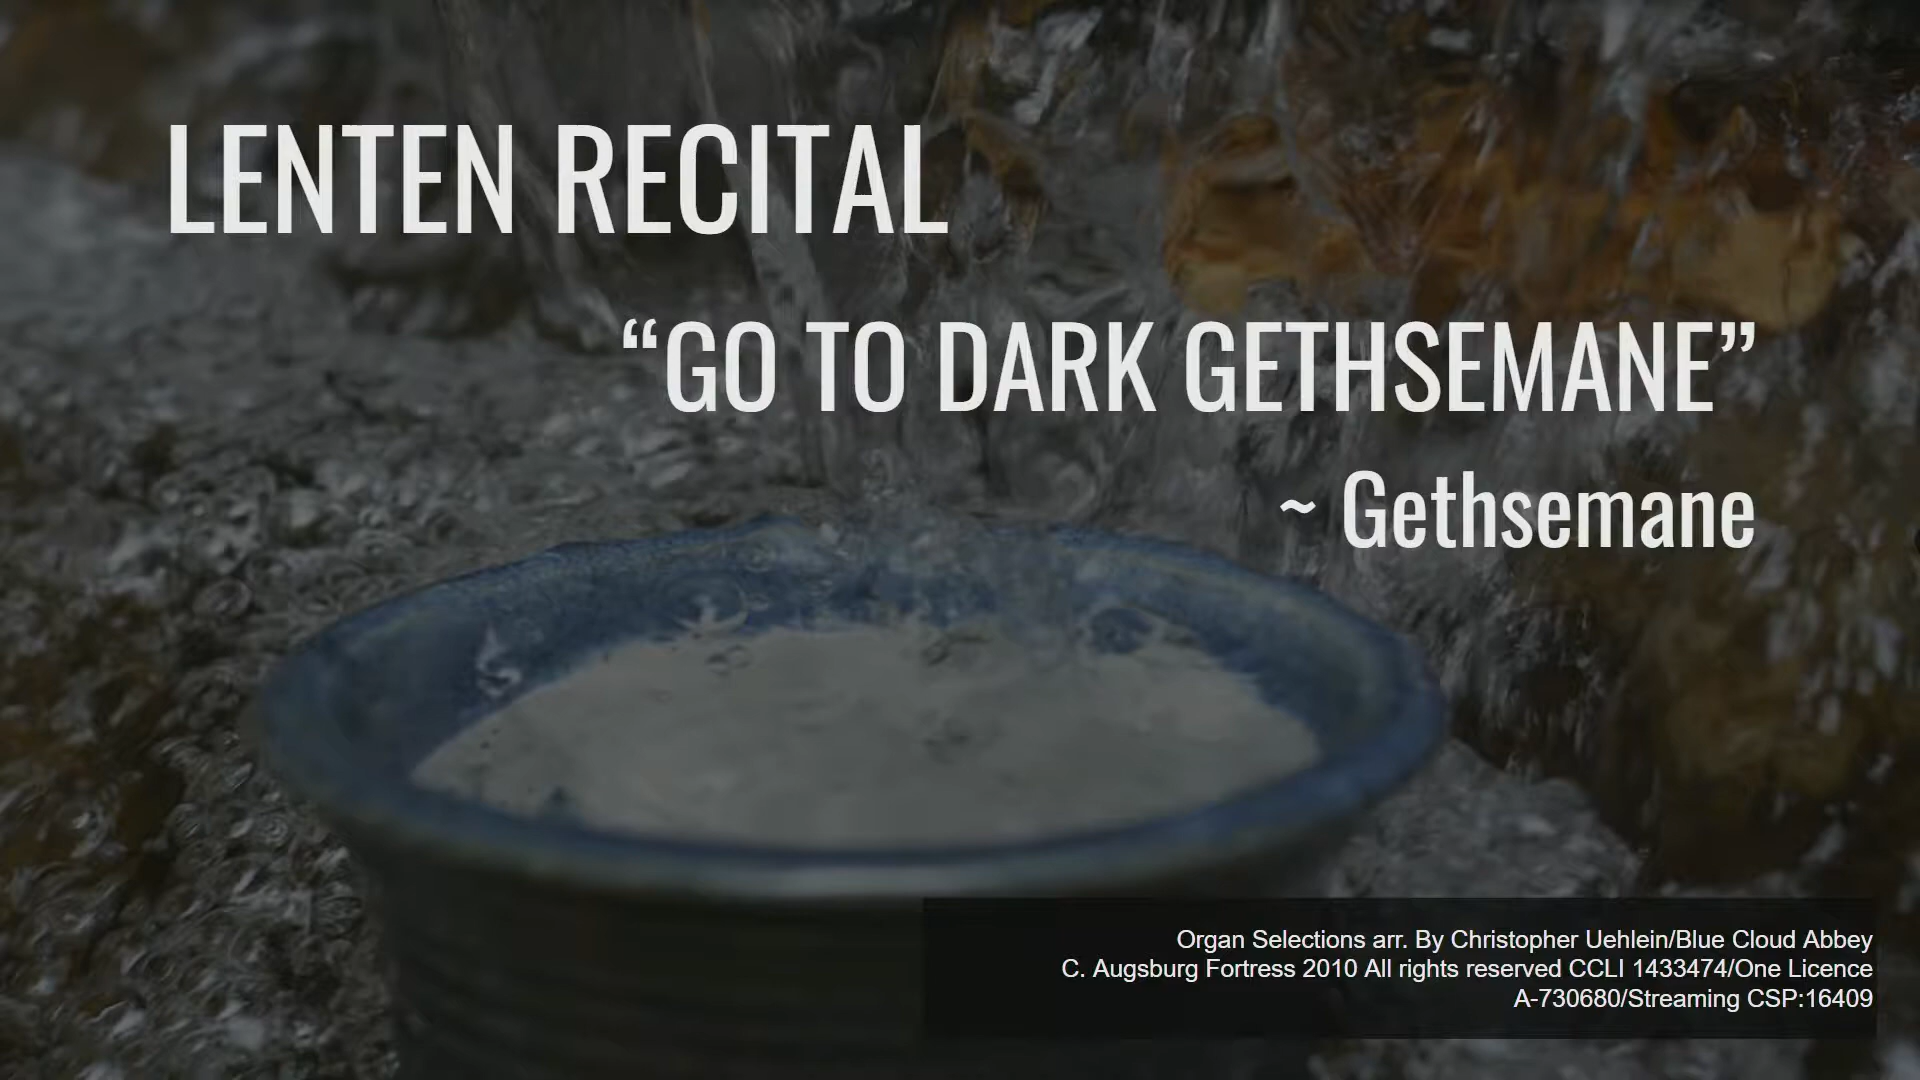 LENTEN RECITAL
“GO TO DARK GETHSEMANE”
~ Gethsemane
Organ Selections arr. By Christopher Uehlein/Blue Cloud Abbey
C. Augsburg Fortress 2010 All rights reserved CCLI 1433474/One Licence
A-730680/Streaming CSP:16409